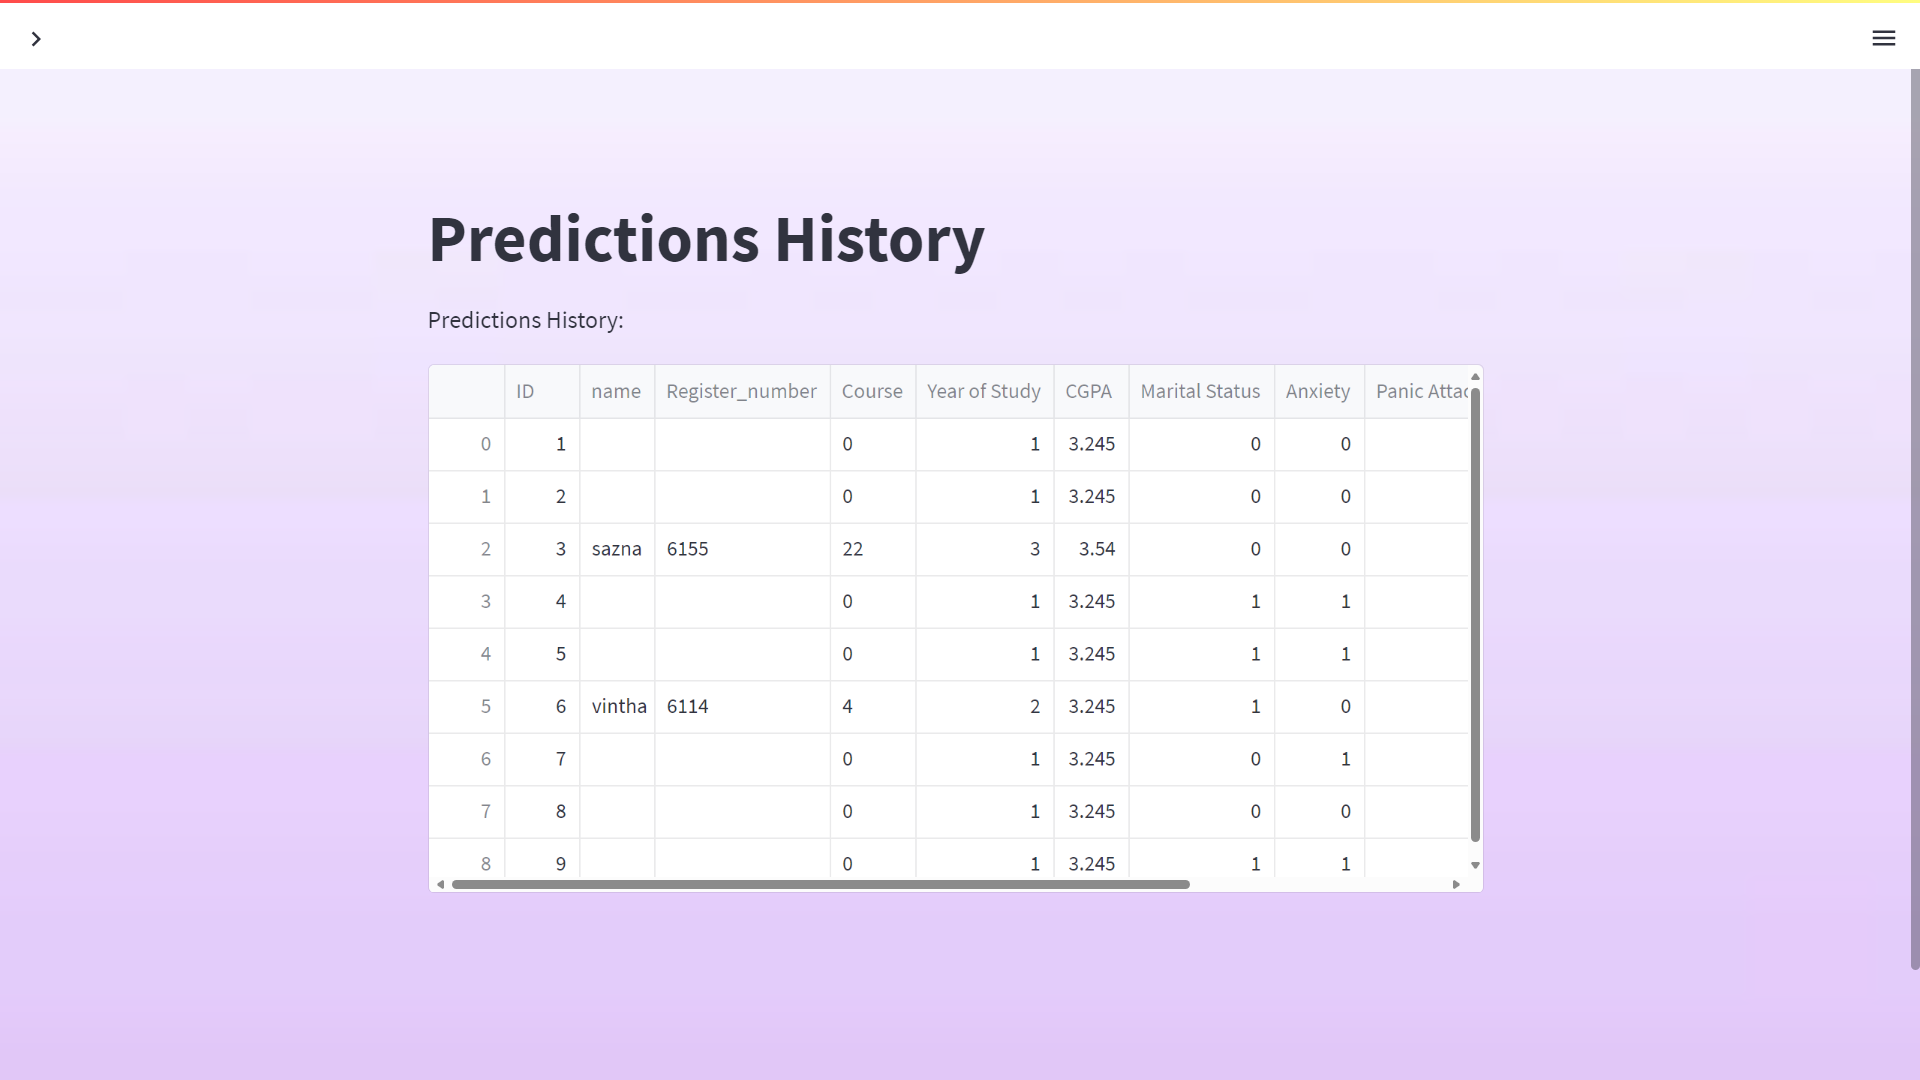 Predictions History
Predictions History:
ID name Register_number Course Year of Study CGPA Marital Status Anxiety Panic Attac
0 1 0 1 3.245 0 0
1 2 0 1 3.245 0 0
2 3 sazna 6155 22 3 3.54 0 0
3 4 0 1 3.245 1 1
4 5 0 1 3.245 1 1
5 6 vintha 6114 4 2 3.245 1 0
6 7 0 1 3.245 0 1
7 8 0 1 3.245 0 0
8 9 0 1 3.245 1 1